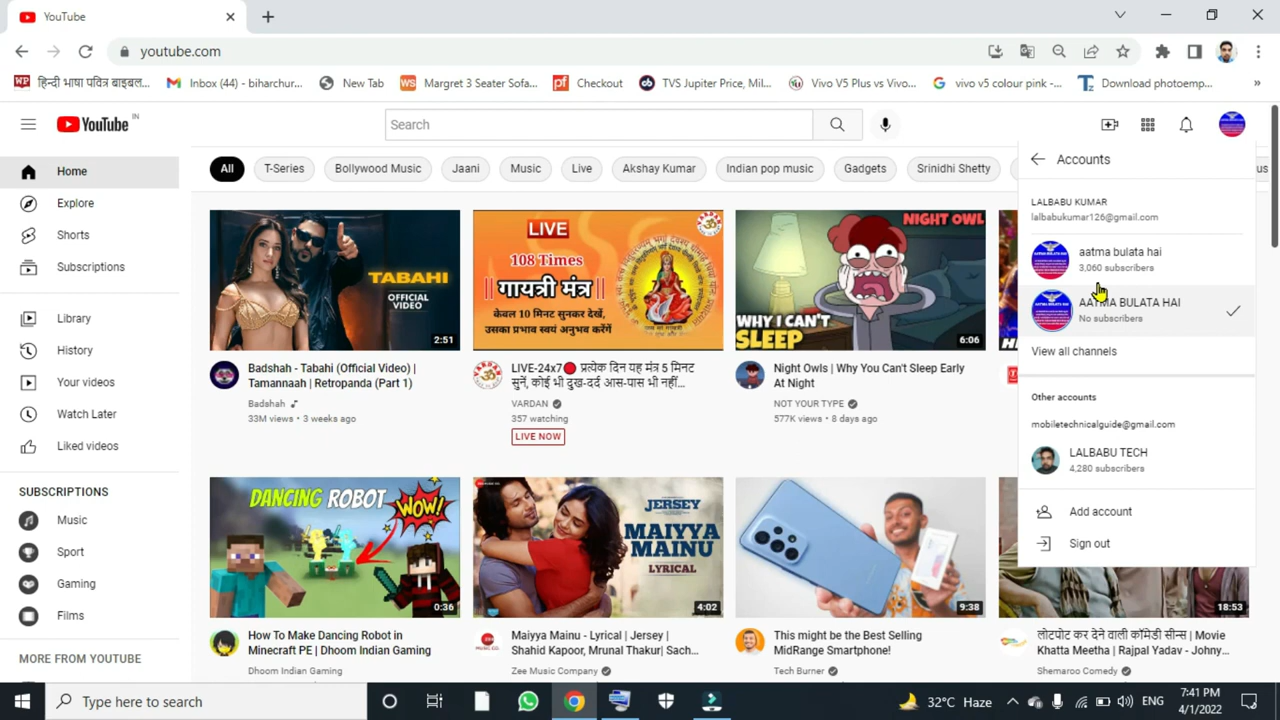 YouTube
youtube.com
हिन्दी भाषा पवित्र बाइबल...
Inbox (44) - biharchur...
New Tab
Margret 3 Seater Sofa...
Checkout
TVS Jupiter Price, Mil...
Vivo V5 Plus vs Vivo...
vivo v5 colour pink -...
Download photoemp...
YouTube IN
Search
Accounts
Home
All
T-Series
Bollywood Music
Jaani
Music
Live
Akshay Kumar
Indian pop music
Gadgets
Srinidhi Shetty
Explore
Shorts
Subscriptions
Library
History
Your videos
Watch Later
Liked videos
SUBSCRIPTIONS
Music
Sport
Gaming
Films
MORE FROM YOUTUBE
TABAHI
OFFICIAL
VIDEO
2:51
Badshah - Tabahi (Official Video) |
Tamannaah | Retropanda (Part 1)
Badshah
33M views • 3 weeks ago
LIVE
108 Times
गायत्री मंत्र
केवल 10 मिनट सुनकर देखें,
उसका प्रभाव स्वयं अनुभव करेंगे
LIVE-24x7🔴 प्रत्येक दिन यह मंत्र 5 मिनट
सुनें, कोई भी दुख-दर्द आस-पास भी नहीं...
VARDAN
357 watching
LIVE NOW
NIGHT OWL
WHY I CAN'T
SLEEP
6:06
Night Owls | Why You Can't Sleep Early
At Night
NOT YOUR TYPE
577K views • 8 days ago
LALBABU KUMAR
lalbabukumar126@gmail.com
aatma bulata hai
3,060 subscribers
AATMA BULATA HAI
No subscribers
View all channels
Other accounts
mobiletechnicalguide@gmail.com
LALBABU TECH
4,280 subscribers
Add account
Sign out
DANCING ROBOT
WOW!
0:36
How To Make Dancing Robot in
Minecraft PE | Dhoom Indian Gaming
Dhoom Indian Gaming
JERSEY
MAIYYA
MAINU
LYRICAL
4:02
Maiyya Mainu - Lyrical | Jersey |
Shahid Kapoor, Mrunal Thakur| Sach...
Zee Music Company
9:38
This might be the Best Selling
MidRange Smartphone!
Tech Burner
18:53
लोटपोट कर देने वाली कॉमेडी सीन्स | Movie
Khatta Meetha | Rajpal Yadav - Johny...
Shemaroo Comedy
Type here to search
32°C Haze
ENG
7:41 PM
4/1/2022